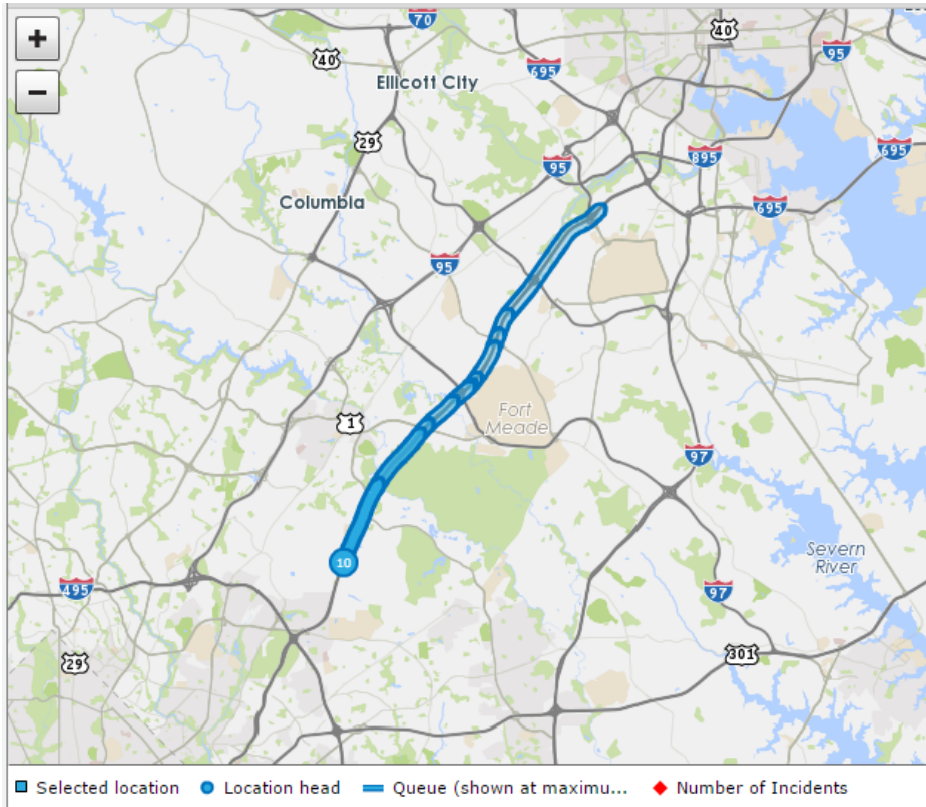 +
70
40
40
695
95
−
Ellicott City
29
95
895
695
Columbia
695
95
1
Fort
Meade
97
10
Severn
River
495
97
29
301
Selected location
Location head
Queue (shown at maximu...
Number of Incidents